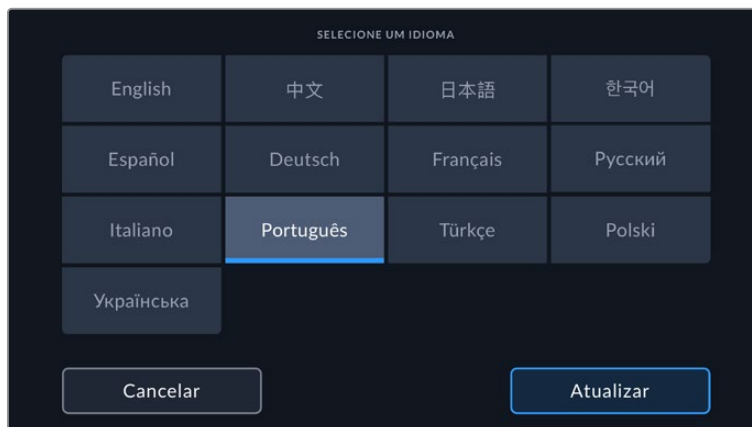 SELECIONE UM IDIOMA
English 中文 日本語 한국어
Español Deutsch Français Русский
Italiano Português Türkçe Polski
Українська
Cancelar Atualizar